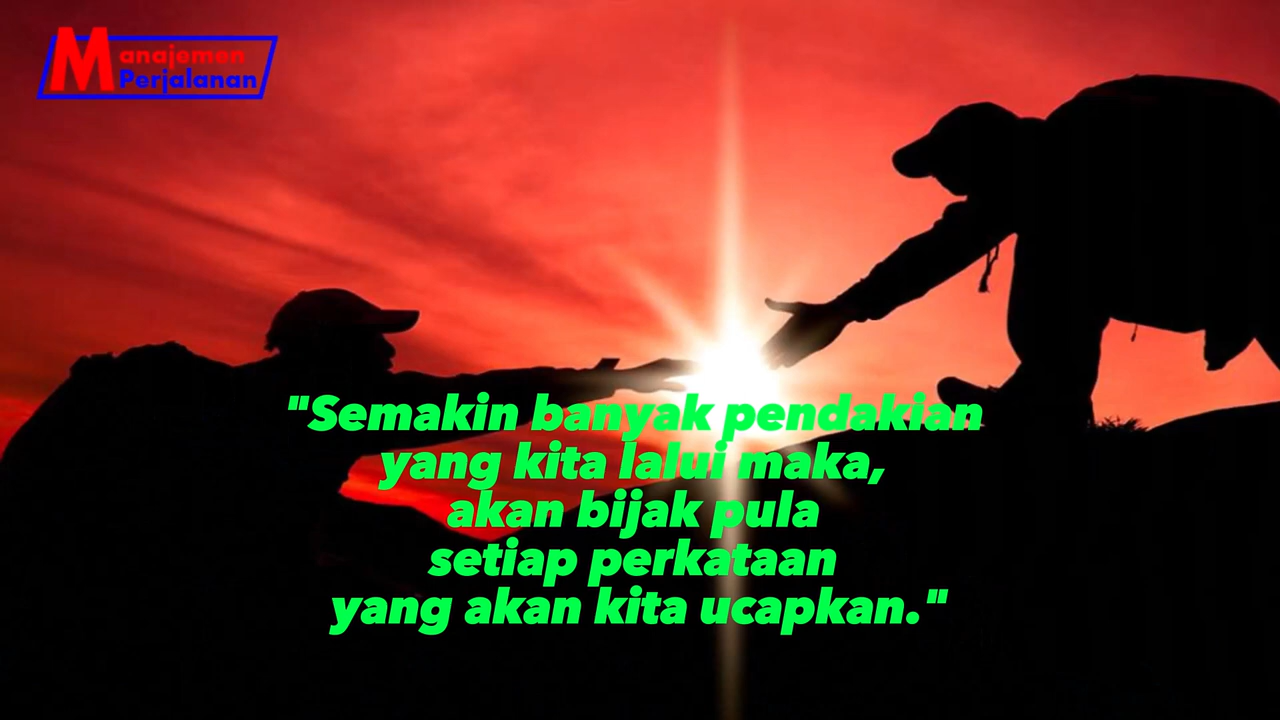 Manajemen
Perjalanan
"Semakin banyak pendakian
yang kita lalui maka,
akan bijak pula
setiap perkataan
yang akan kita ucapkan."